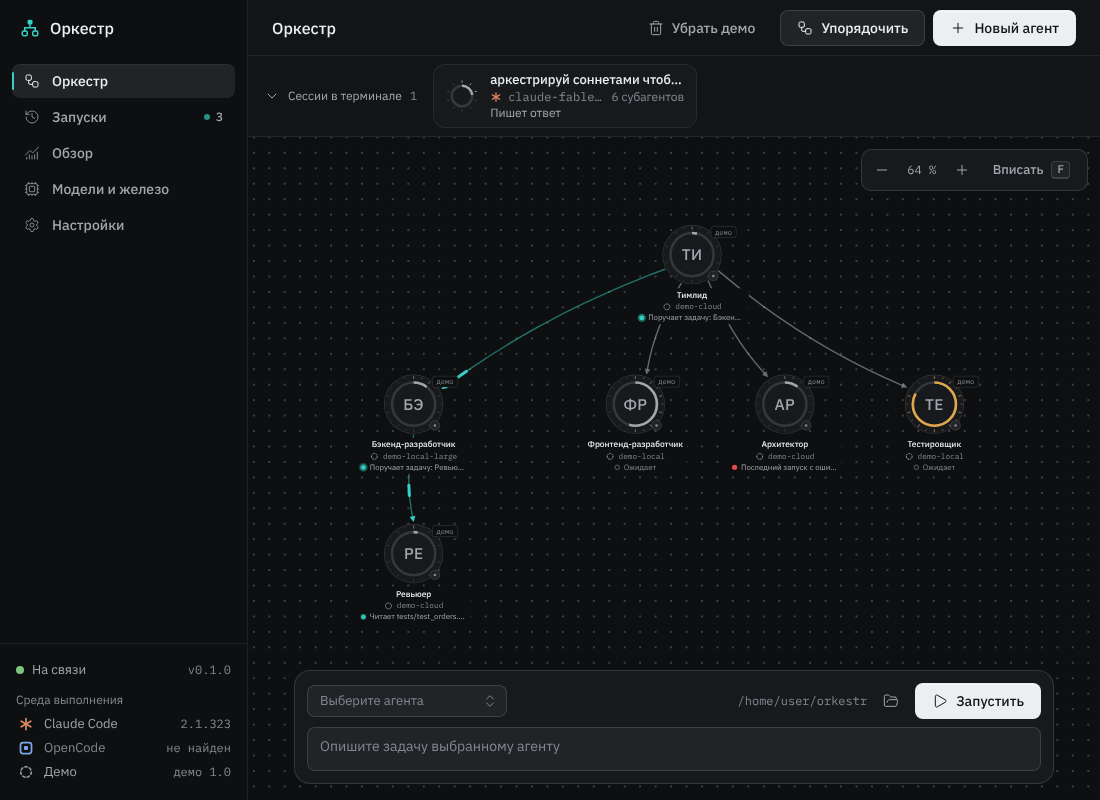 Оркестр
Оркестр
Запуски
3
Обзор
Модели и железо
Настройки
На связи
v0.1.0
Среда выполнения
Claude Code
2.1.323
OpenCode
не найден
Демо
демо 1.0
Оркестр
Убрать демо
Упорядочить
Новый агент
Сессии в терминале 1
аркестрируй соннетами чтоб…
claude-fable… 6 субагентов
Пишет ответ
64 %
Вписать F
ТИ
демо
Тимлид
demo-cloud
Поручает задачу: Бэкен…
БЭ
демо
Бэкенд-разработчик
demo-local-large
Поручает задачу: Ревью…
ФР
демо
Фронтенд-разработчик
demo-local
Ожидает
АР
демо
Архитектор
demo-cloud
Последний запуск с оши…
ТЕ
демо
Тестировщик
demo-local
Ожидает
РЕ
демо
Ревьюер
demo-cloud
Читает tests/test_orders.…
Выберите агента
/home/user/orkestr
Запустить
Опишите задачу выбранному агенту